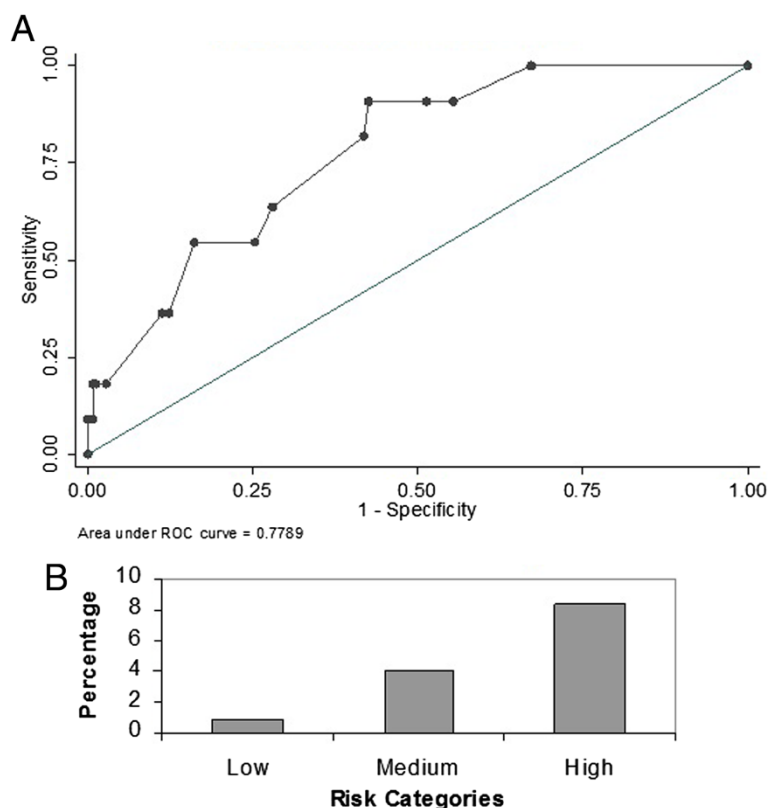 A
1.00
0.75
0.50
0.25
0.00
Sensitivity
0.00 0.25 0.50 0.75 1.00
1 - Specificity
Area under ROC curve = 0.7789
B
10
8
6
4
2
0
Percentage
Low Medium High
Risk Categories